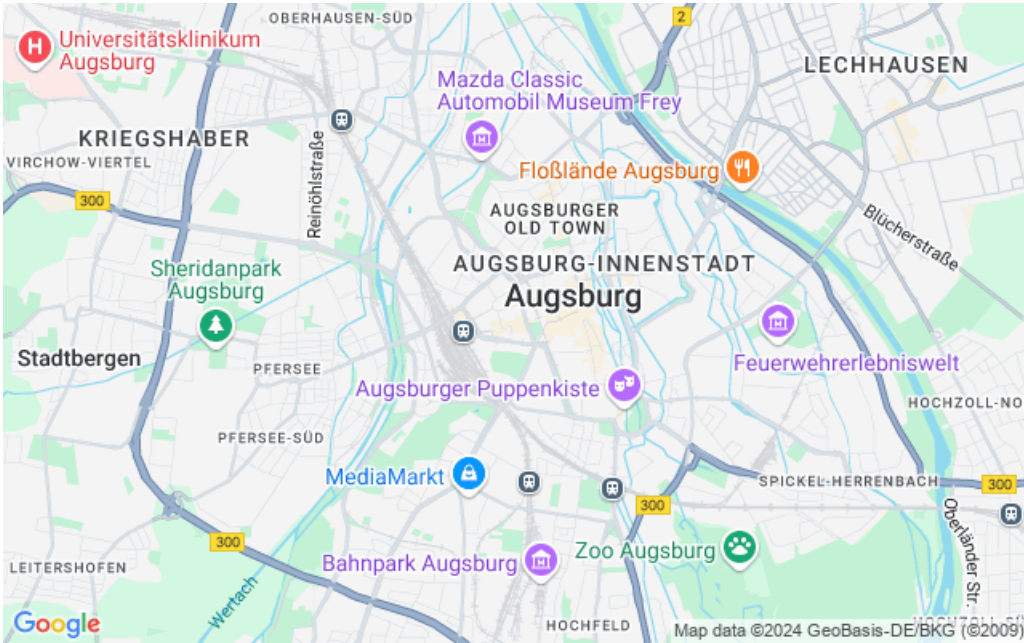 OBERHAUSEN-SÜD
2
Universitätsklinikum
Augsburg
LECHHAUSEN
Mazda Classic
Automobil Museum Frey
KRIEGSHABER
VIRCHOW-VIERTEL
Reinöhlstraße
Floßlände Augsburg
300
AUGSBURGER
OLD TOWN
Blücherstraße
AUGSBURG-INNENSTADT
Sheridanpark
Augsburg
Augsburg
Stadtbergen
Feuerwehrerlebniswelt
PFERSEE
Augsburger Puppenkiste
HOCHZOLL-NO
PFERSEE-SÜD
MediaMarkt
SPICKEL-HERRENBACH
300
300
Oberländer Str.
300
Zoo Augsburg
Bahnpark Augsburg
LEITERSHOFEN
Wertach
HOCHFELD
Google
Map data ©2024 GeoBasis-DE/BKG (©2009)